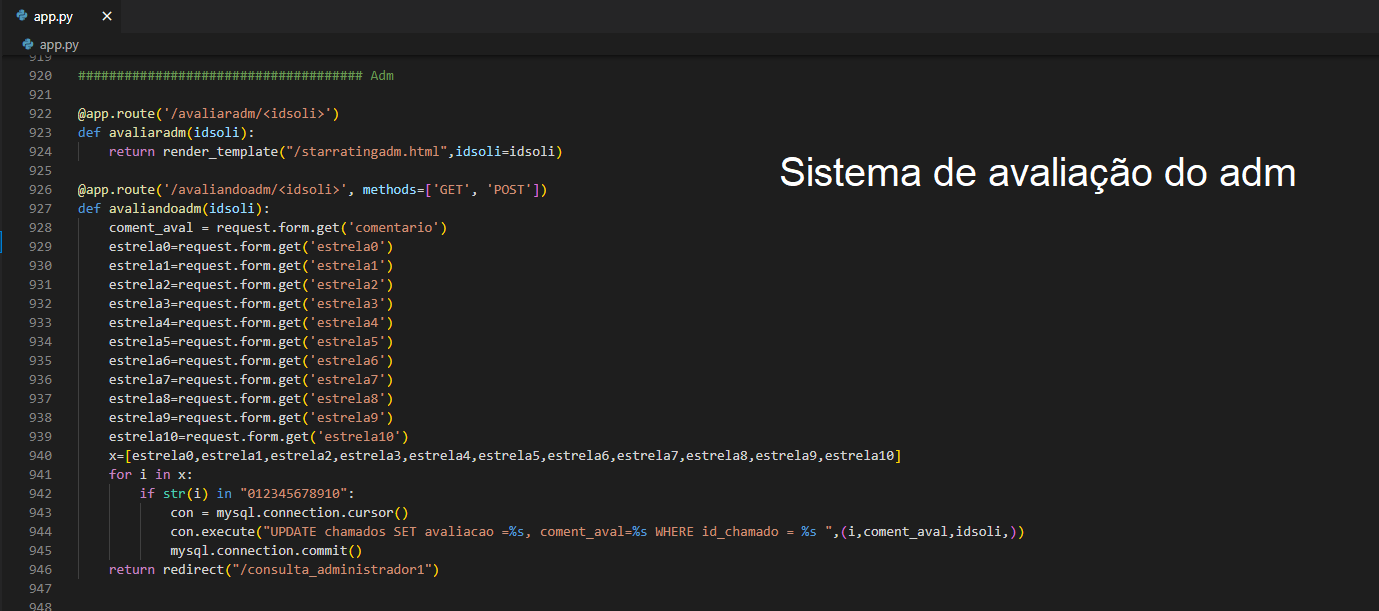 app.py
app.py
919
920 ##################################### Adm
921
922 @app.route('/avaliaradm/<idsoli>')
923 def avaliaradm(idsoli):
924 return render_template("/starratingadm.html",idsoli=idsoli)
925
Sistema de avaliação do adm
926 @app.route('/avaliandoadm/<idsoli>', methods=['GET', 'POST'])
927 def avaliandoadm(idsoli):
928 coment_aval = request.form.get('comentario')
929 estrela0=request.form.get('estrela0')
930 estrela1=request.form.get('estrela1')
931 estrela2=request.form.get('estrela2')
932 estrela3=request.form.get('estrela3')
933 estrela4=request.form.get('estrela4')
934 estrela5=request.form.get('estrela5')
935 estrela6=request.form.get('estrela6')
936 estrela7=request.form.get('estrela7')
937 estrela8=request.form.get('estrela8')
938 estrela9=request.form.get('estrela9')
939 estrela10=request.form.get('estrela10')
940 x=[estrela0,estrela1,estrela2,estrela3,estrela4,estrela5,estrela6,estrela7,estrela8,estrela9,estrela10]
941 for i in x:
942 if str(i) in "012345678910":
943 con = mysql.connection.cursor()
944 con.execute("UPDATE chamados SET avaliacao =%s, coment_aval=%s WHERE id_chamado = %s ",(i,coment_aval,idsoli,))
945 mysql.connection.commit()
946 return redirect("/consulta_administrador1")
947
948